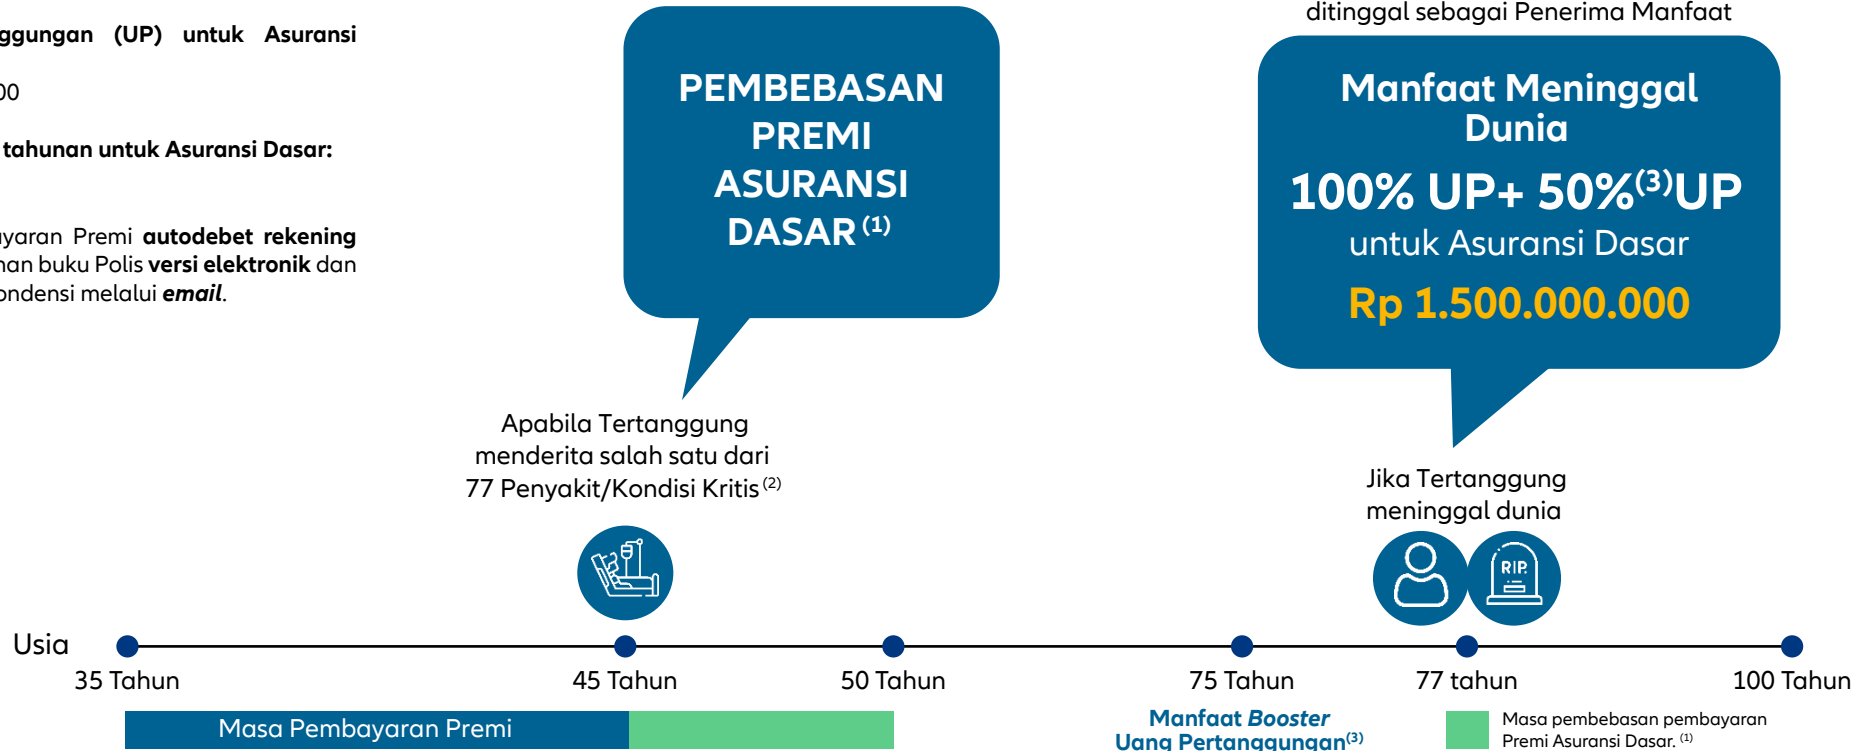 nggungan (UP) untuk Asuransi
00
tahunan untuk Asuransi Dasar:
ayaran Premi autodebet rekening
nan buku Polis versi elektronik dan
ondensi melalui email.
PEMBEBASAN
PREMI
ASURANSI
DASAR (1)
ditinggal sebagai Penerima Manfaat
Manfaat Meninggal
Dunia
100% UP+ 50%(3)UP
untuk Asuransi Dasar
Rp 1.500.000.000
Apabila Tertanggung
menderita salah satu dari
77 Penyakit/Kondisi Kritis (2)
Jika Tertanggung
meninggal dunia
RIP.
Usia
35 Tahun
45 Tahun
50 Tahun
75 Tahun
77 tahun
100 Tahun
Masa Pembayaran Premi
Manfaat Booster
Uang Pertanggungan(3)
Masa pembebasan pembayaran
Premi Asuransi Dasar. (1)